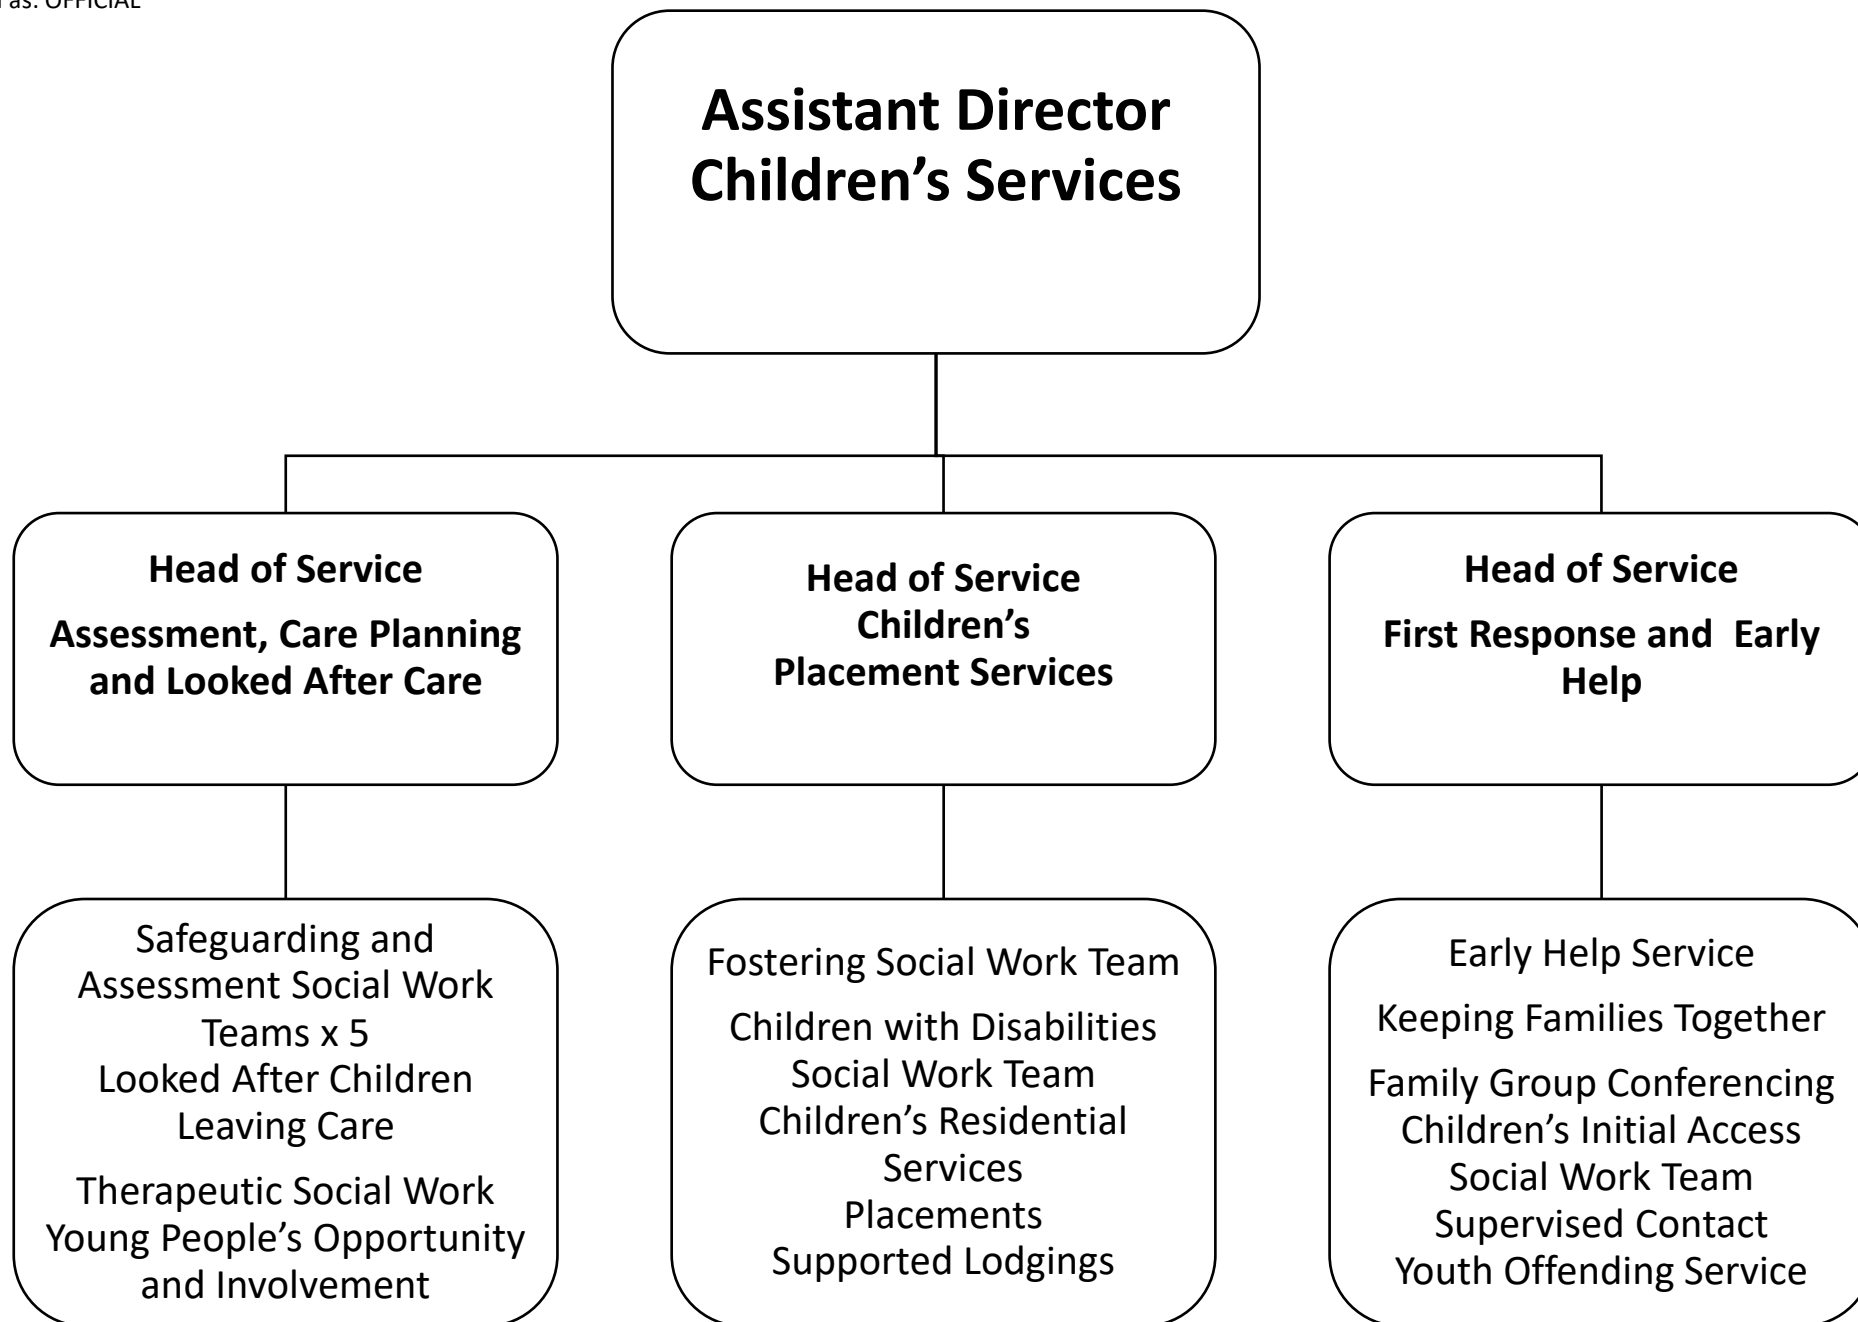 as: OFFICIAL
Assistant Director
Children’s Services
Head of Service
Assessment, Care Planning
and Looked After Care
Head of Service
Children’s
Placement Services
Head of Service
First Response and  Early
Help
Safeguarding and
Assessment Social Work
Teams x 5
Looked After Children
Leaving Care
Therapeutic Social Work
Young People’s Opportunity
and Involvement
Fostering Social Work Team
Children with Disabilities
Social Work Team
Children’s Residential
Services
Placements
Supported Lodgings
Early Help Service
Keeping Families Together
Family Group Conferencing
Children’s Initial Access
Social Work Team
Supervised Contact
Youth Offending Service